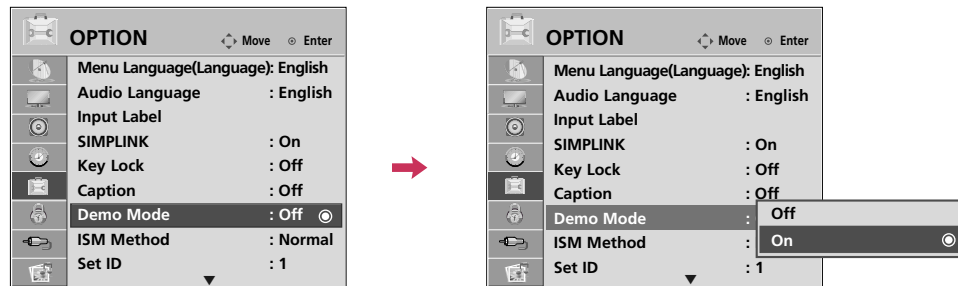 OPTION Move Enter
Menu Language(Language): English
Audio Language : English
Input Label
SIMPLINK : On
Key Lock : Off
Caption : Off
Demo Mode : Off
ISM Method : Normal
Set ID : 1
OPTION Move Enter
Menu Language(Language): English
Audio Language : English
Input Label
SIMPLINK : On
Key Lock : Off
Caption : Off
Demo Mode :
ISM Method :
Set ID : 1
Off
On